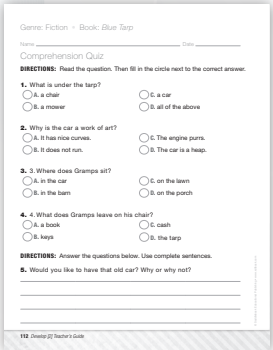 Genre: Fiction • Book: Blue Tarp
Name Date
Comprehension Quiz
DIRECTIONS: Read the question. Then fill in the circle next to the correct answer.
1. What is under the tarp?
A. a chair C. a car
B. a mower D. all of the above
2. Why is the car a work of art?
A. It has nice curves. C. The engine purrs.
B. It does not run. D. The car is a heap.
3. 3. Where does Gramps sit?
A. in the car C. on the lawn
B. in the barn D. on the porch
4. 4. What does Gramps leave on his chair?
A. a book C. cash
B. keys D. the tarp
DIRECTIONS: Answer the questions below. Use complete sentences.
5. Would you like to have that old car? Why or why not?
112 Develop [2] Teacher's Guide